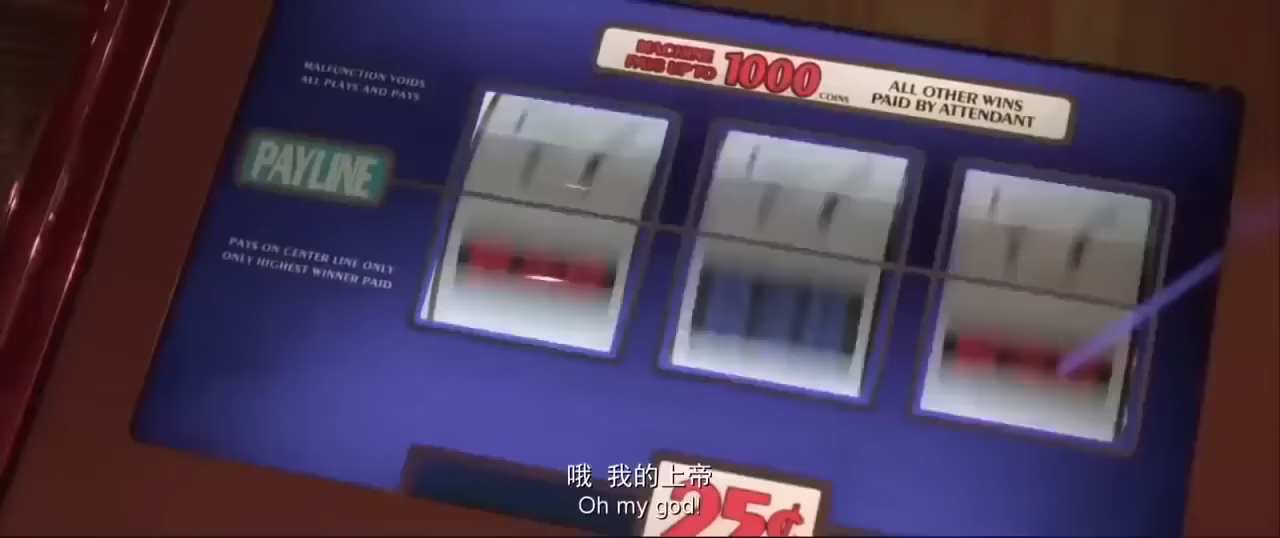 MACHINE
PAYS UP TO
1000
COINS
ALL OTHER WINS
PAID BY ATTENDANT
MALFUNCTION VOIDS
ALL PLAYS AND PAYS
PAYLINE
PAYS ON CENTER LINE ONLY
ONLY HIGHEST WINNER PAID
25¢
哦 我的上帝
Oh my god!